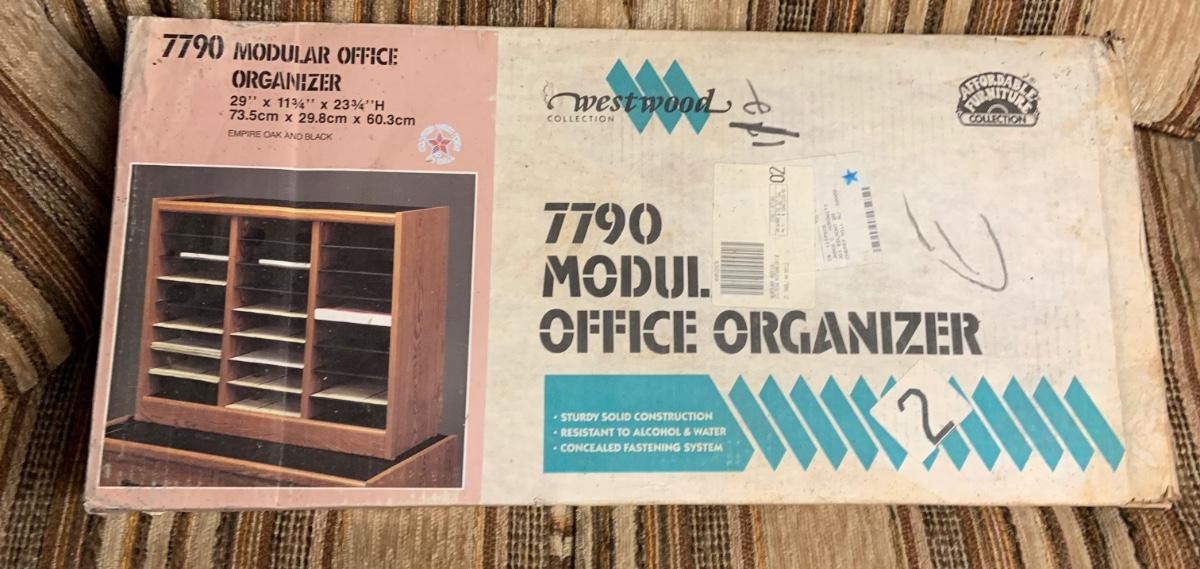 7790 MODULAR OFFICE
ORGANIZER
29" x 11¾" x 23¾"H
73.5cm x 29.8cm x 60.3cm
EMPIRE OAK AND BLACK
westwood
COLLECTION
AFFORDABLE
FURNITURE
COLLECTION
02
7790
MODUL
OFFICE ORGANIZER
• STURDY SOLID CONSTRUCTION
• RESISTANT TO ALCOHOL & WATER
• CONCEALED FASTENING SYSTEM
2